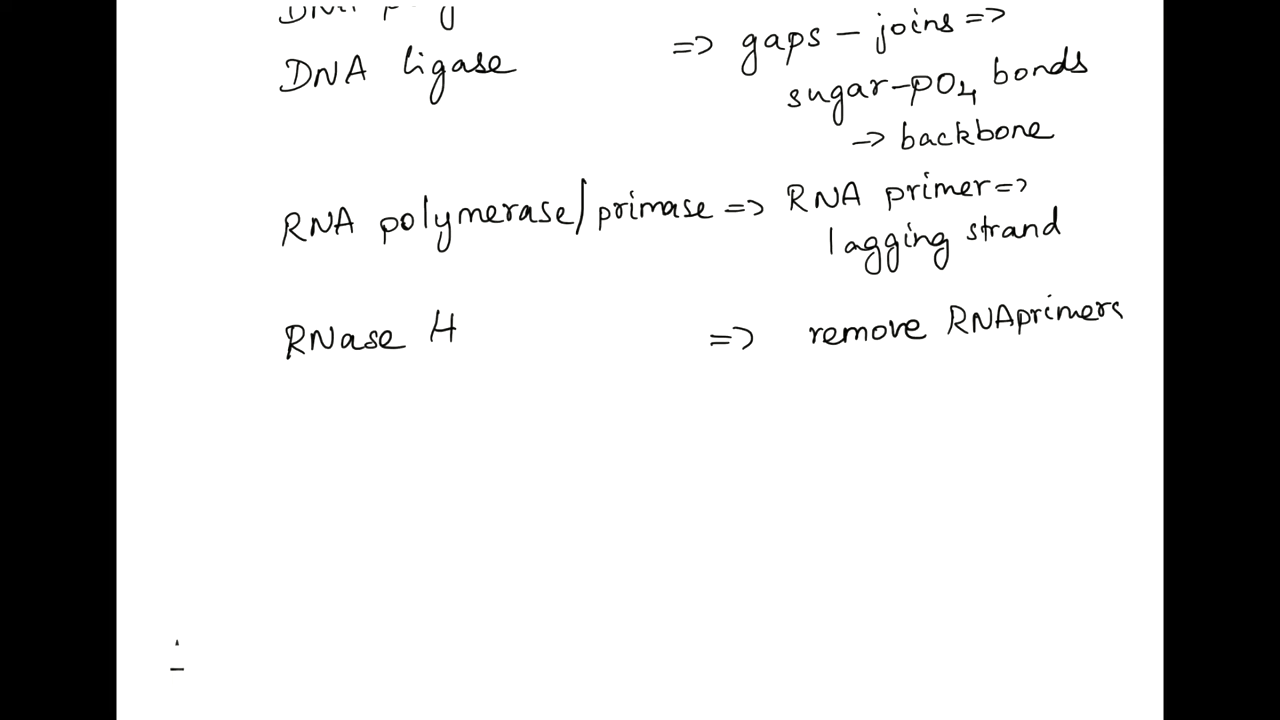 DNA ligase => gaps – joins =>
sugar–PO4 bonds
-> backbone
RNA polymerase/primase => RNA primer =>
lagging strand
RNase H => remove RNAprimers